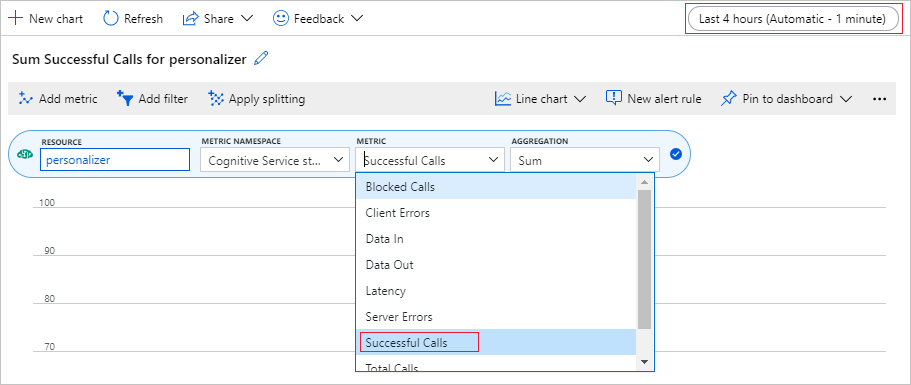 New chart Refresh Share Feedback Last 4 hours (Automatic - 1 minute)
Sum Successful Calls for personalizer
Add metric Add filter Apply splitting Line chart New alert rule Pin to dashboard ...
RESOURCE METRIC NAMESPACE METRIC AGGREGATION
personalizer Cognitive Service st... Successful Calls Sum
Blocked Calls
100
Client Errors
Data In
90
Data Out
Latency
80
Server Errors
Successful Calls
70
Total Calls